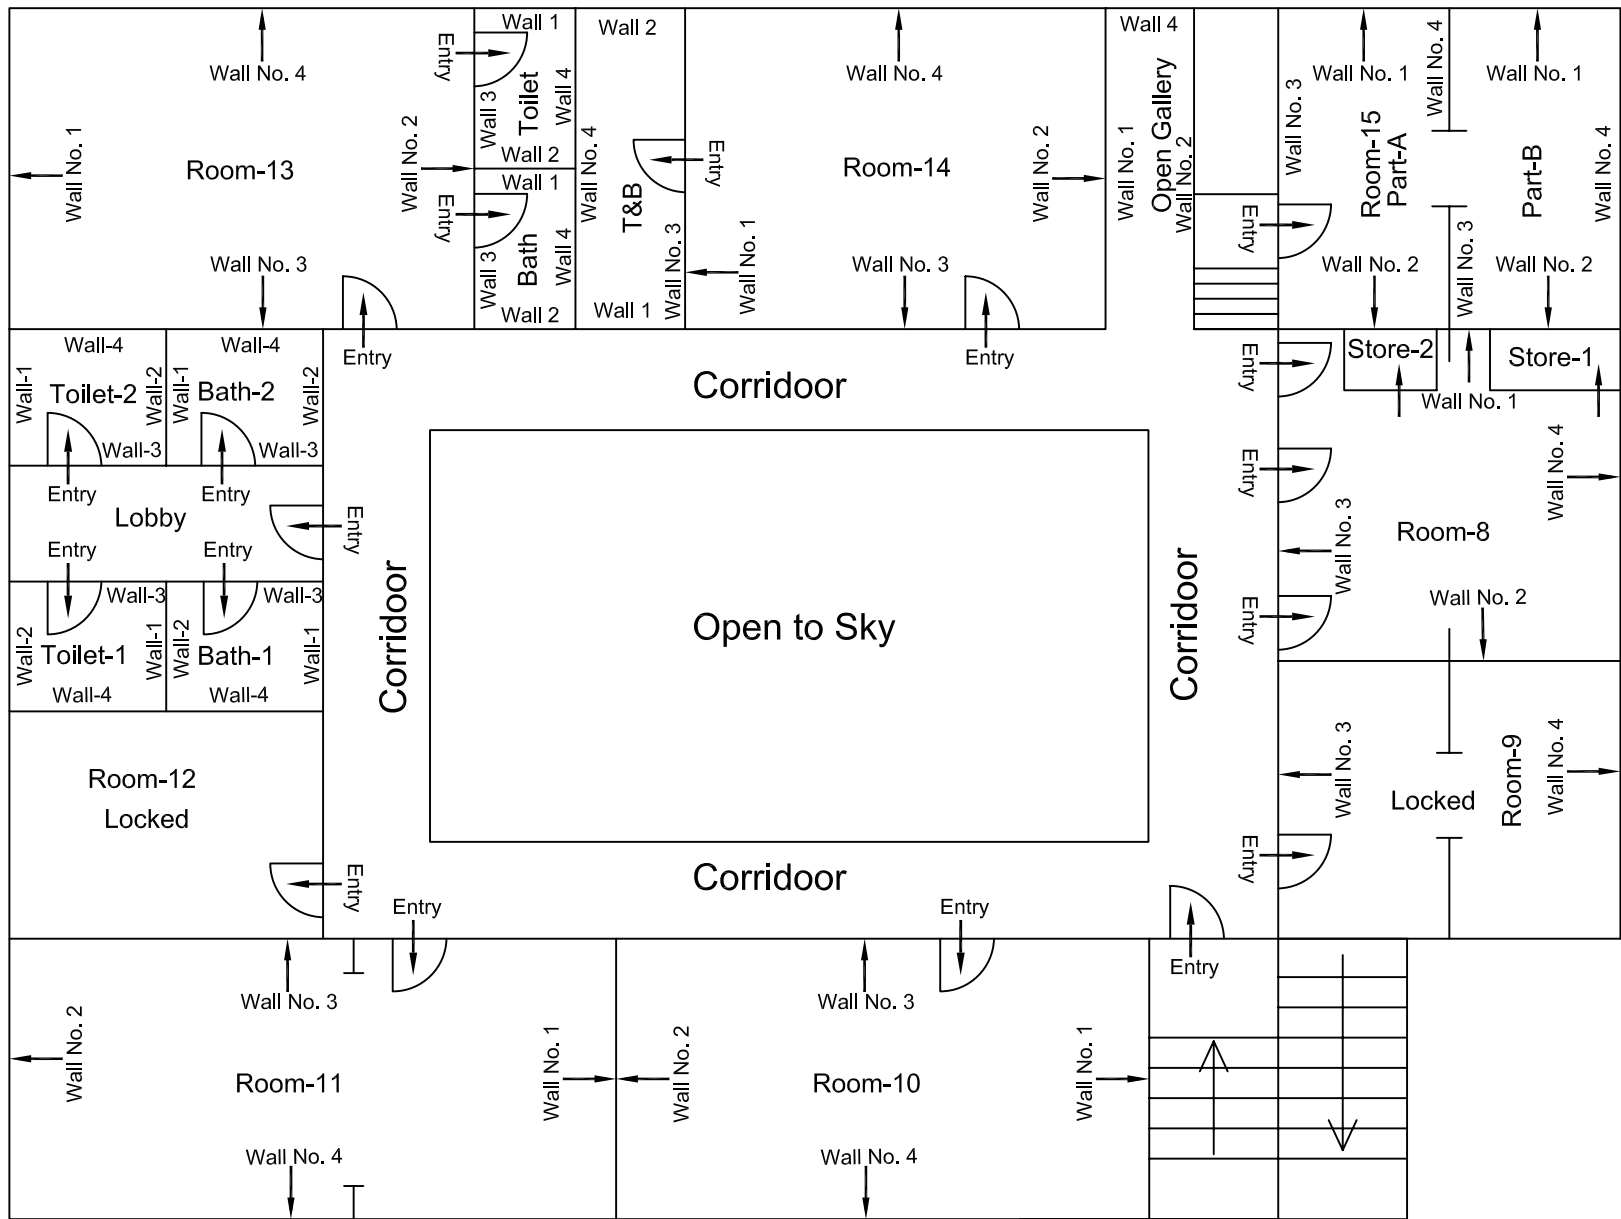 Wall No. 4
Wall No. 1
Room-13
Wall No. 2
Wall No. 3
Entry
Entry
Wall 1
Wall 3
Toilet
Wall 4
Wall 2
Entry
Wall 1
Wall 3
Bath
Wall 4
Wall 2
Entry
Wall 2
Wall No. 4
T&B
Wall No. 3
Wall 1
Entry
Wall No. 4
Room-14
Wall No. 2
Wall No. 1
Wall No. 3
Entry
Wall 4
Wall No. 1
Open Gallery
Wall No. 2
Wall No. 3
Wall No. 1
Wall No. 4
Room-15
Part-A
Wall No. 2
Entry
Wall No. 1
Part-B
Wall No. 4
Wall No. 3
Wall No. 2
Store-2
Store-1
Wall No. 1
Entry
Entry
Entry
Wall No. 4
Wall No. 3
Room-8
Wall No. 2
Wall-4
Wall-1
Toilet-2
Wall-2
Wall-3
Entry
Wall-4
Wall-1
Bath-2
Wall-2
Wall-3
Entry
Lobby
Entry
Entry
Wall-3
Wall-2
Toilet-1
Wall-1
Wall-4
Entry
Wall-3
Wall-2
Bath-1
Wall-1
Wall-4
Corridoor
Corridoor
Open to Sky
Corridoor
Corridoor
Room-12
Locked
Entry
Wall No. 3
Locked
Room-9
Wall No. 4
Entry
Entry
Wall No. 3
Wall No. 2
Room-11
Wall No. 1
Wall No. 4
Entry
Wall No. 3
Wall No. 2
Room-10
Wall No. 1
Wall No. 4
Entry